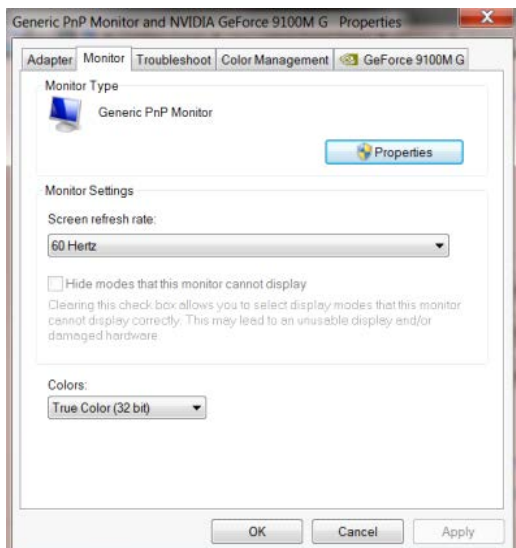 Generic PnP Monitor and NVIDIA GeForce 9100M G Properties
Adapter Monitor Troubleshoot Color Management GeForce 9100M G
Monitor Type
Generic PnP Monitor
Properties
Monitor Settings
Screen refresh rate:
60 Hertz
Hide modes that this monitor cannot display
Clearing this check box allows you to select display modes that this monitor
cannot display correctly. This may lead to an unusable display and/or
damaged hardware.
Colors:
True Color (32 bit)
OK Cancel Apply